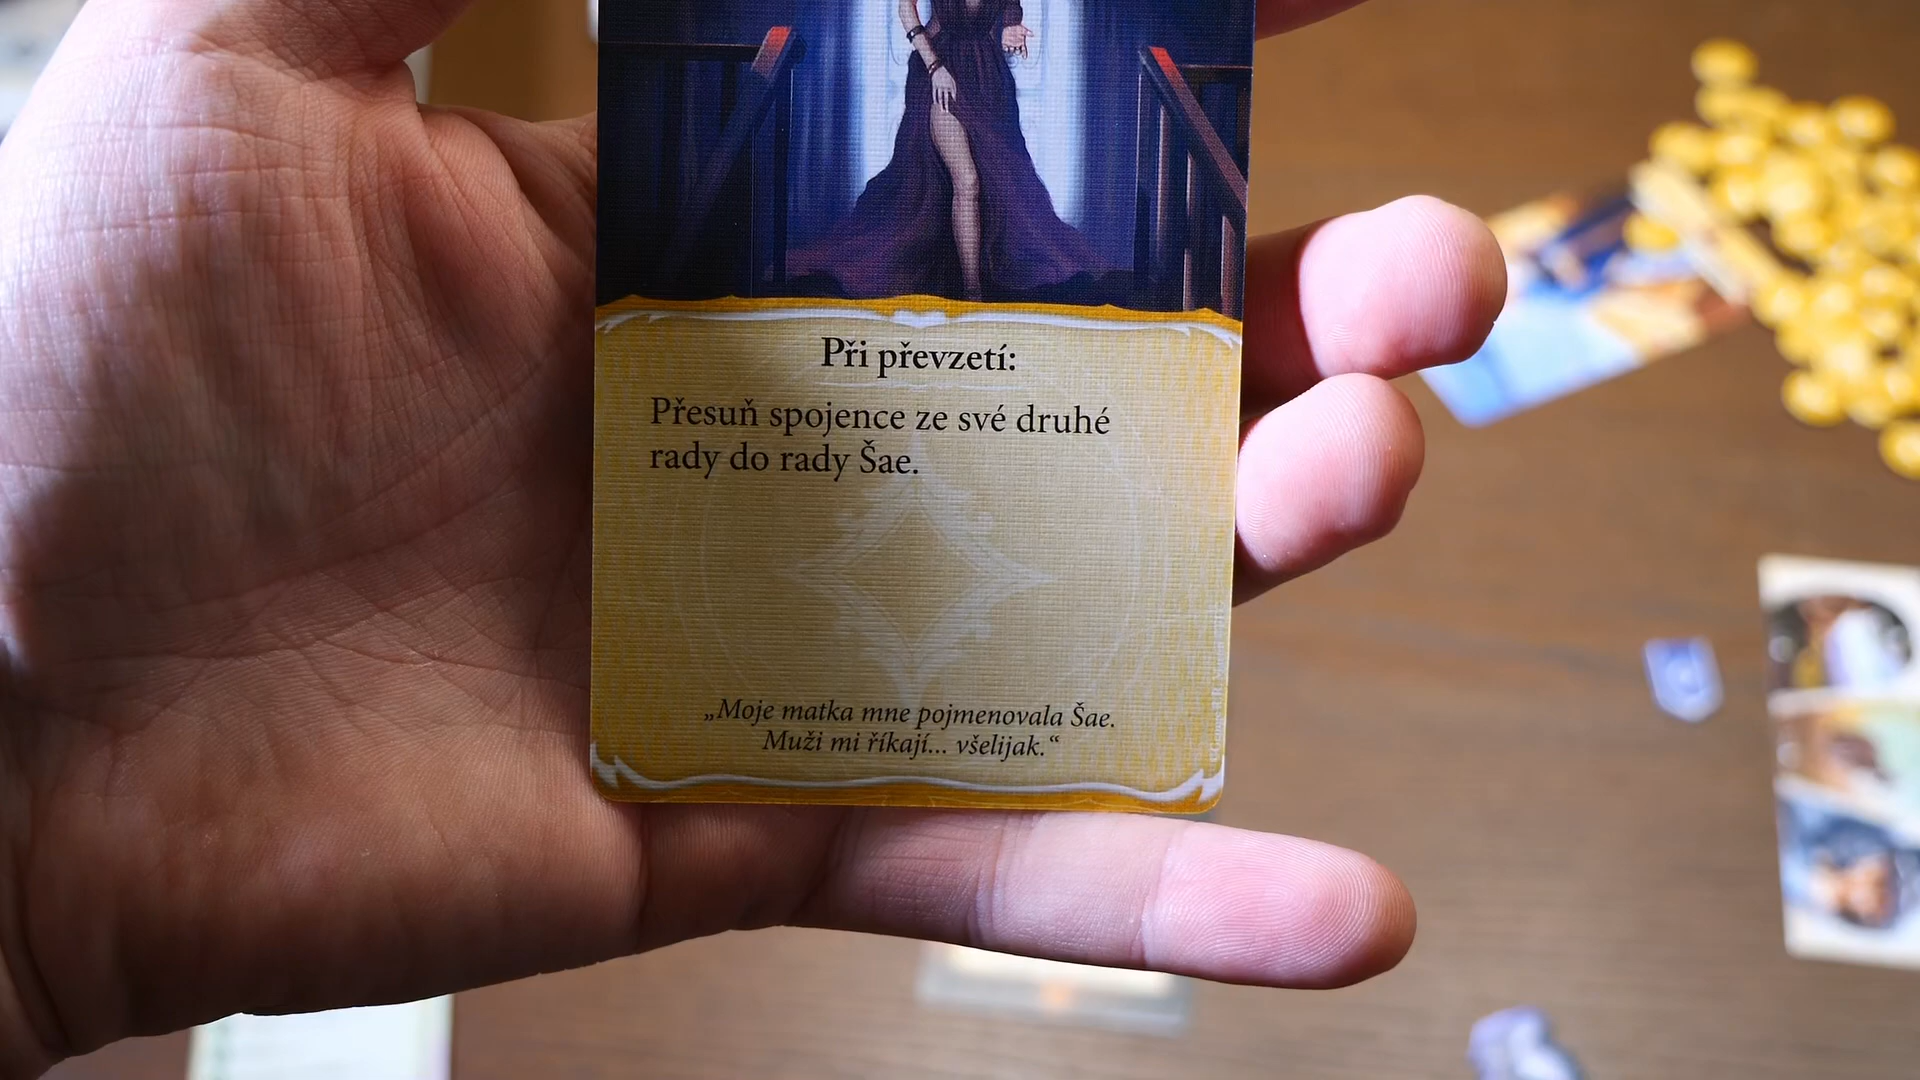 Při převzetí:
Přesuň spojence ze své druhé
rady do rady Šae.
„Moje matka mne pojmenovala Šae.
Muži mi říkají... všelijak.“